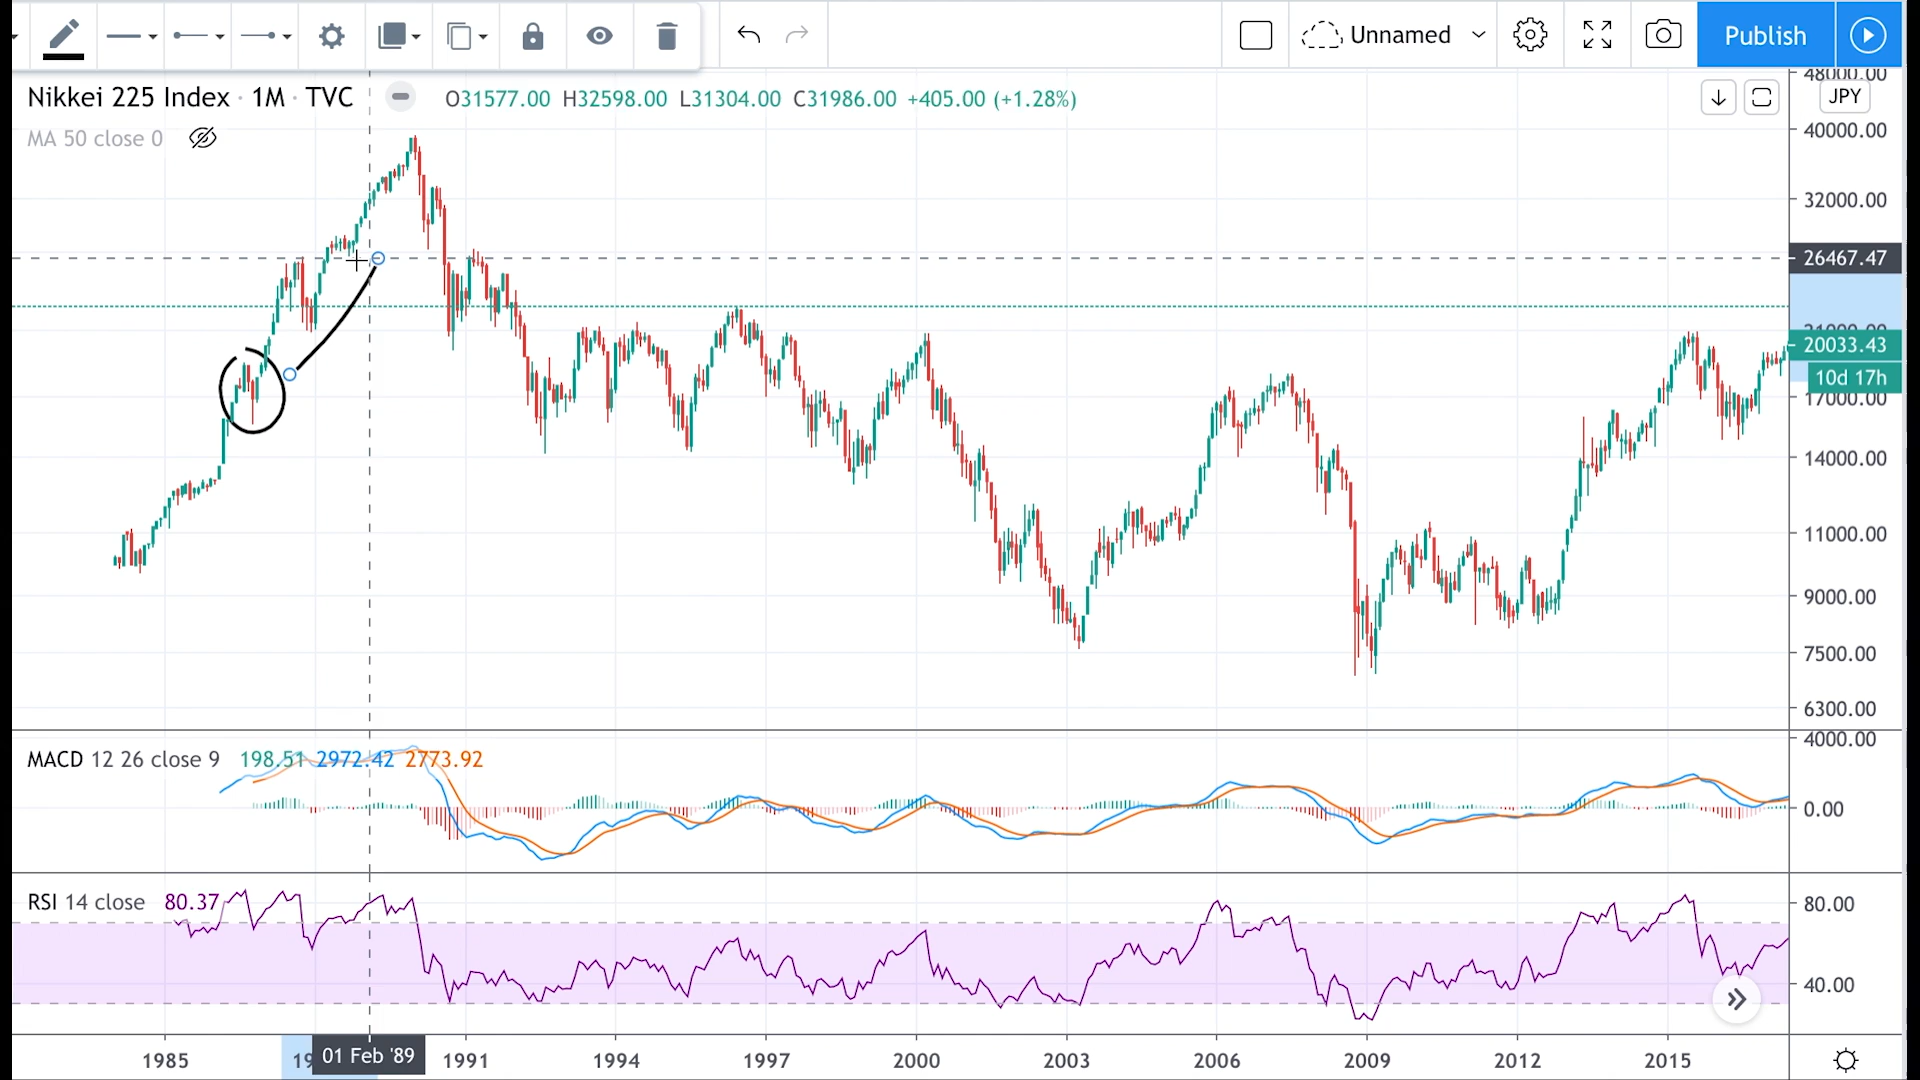 Unnamed
Publish
Nikkei 225 Index · 1M · TVC
O31577.00 H32598.00 L31304.00 C31986.00 +405.00 (+1.28%)
JPY
MA 50 close 0
48000.00
40000.00
32000.00
26467.47
21000.00
20033.43
10d 17h
17000.00
14000.00
11000.00
9000.00
7500.00
6300.00
MACD 12 26 close 9 198.51 2972.42 2773.92
4000.00
0.00
RSI 14 close 80.37
80.00
40.00
1985 01 Feb '89 1991 1994 1997 2000 2003 2006 2009 2012 2015